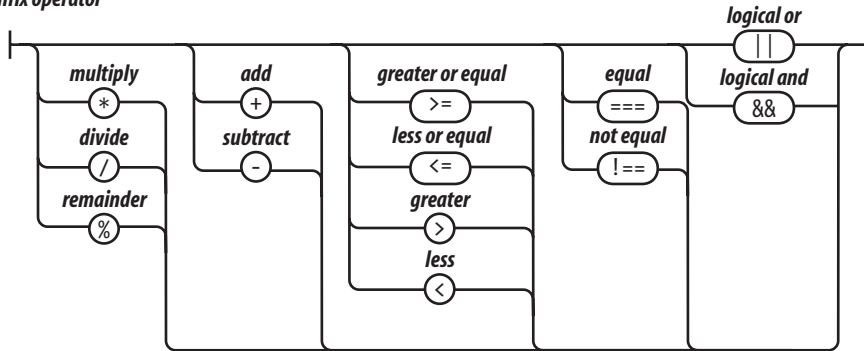 infix operator
logical or
||
multiply add greater or equal equal logical and
* + >= === &&
divide subtract less or equal not equal
/ - <= !==
remainder greater
% >
less
<